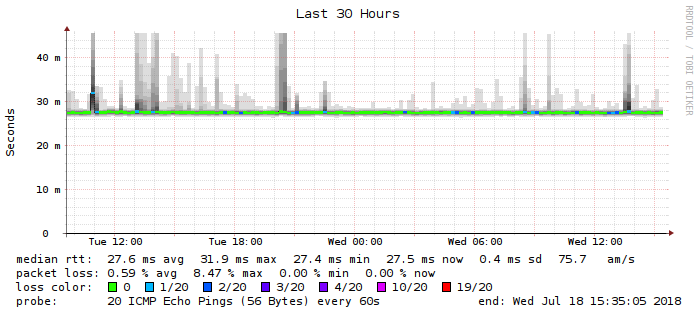 Last 30 Hours
RRDTOOL / TOBI OETIKER
Seconds
40 m
30 m
20 m
10 m
0
Tue 12:00 Tue 18:00 Wed 00:00 Wed 06:00 Wed 12:00
median rtt: 27.6 ms avg 31.9 ms max 27.4 ms min 27.5 ms now 0.4 ms sd 75.7 am/s
packet loss: 0.59 % avg 8.47 % max 0.00 % min 0.00 % now
loss color: 0 1/20 2/20 3/20 4/20 10/20 19/20
probe: 20 ICMP Echo Pings (56 Bytes) every 60s end: Wed Jul 18 15:35:05 2018